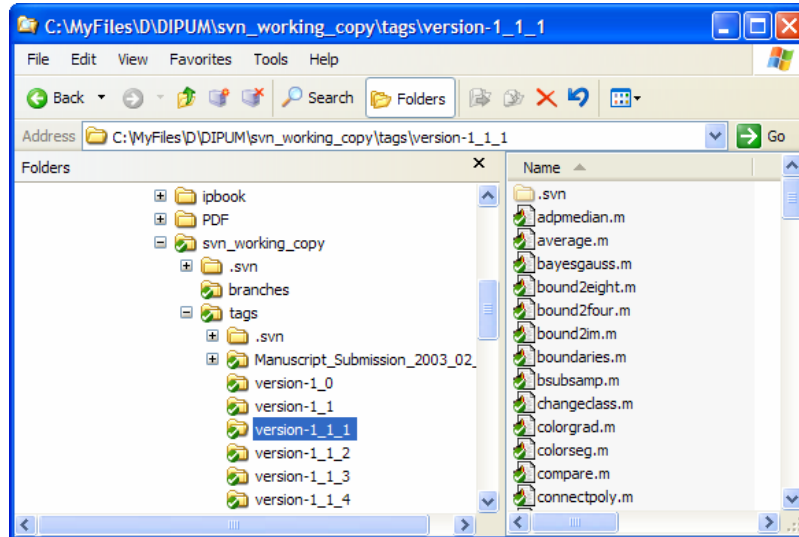 C:\MyFiles\D\DIPUM\svn_working_copy\tags\version-1_1_1
File Edit View Favorites Tools Help
Back Search Folders
Address C:\MyFiles\D\DIPUM\svn_working_copy\tags\version-1_1_1 Go
Folders
ipbook
PDF
svn_working_copy
.svn
branches
tags
.svn
Manuscript_Submission_2003_02_
version-1_0
version-1_1
version-1_1_1
version-1_1_2
version-1_1_3
version-1_1_4
Name
.svn
adpmedian.m
average.m
bayesgauss.m
bound2eight.m
bound2four.m
bound2im.m
boundaries.m
bsubsamp.m
changeclass.m
colorgrad.m
colorseg.m
compare.m
connectpoly.m